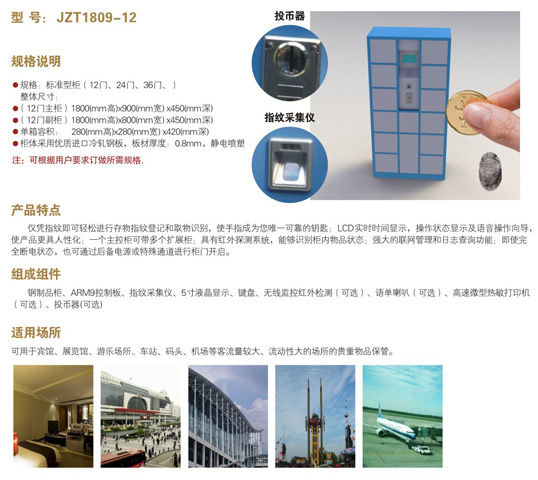 型 号：JZT1809-12
投币器
规格说明
●规格：标准型柜（12门、24门、36门、）
整体尺寸：
●（12门主柜）1800(mm高)x900(mm宽) x450(mm深)
●（12门副柜）1800(mm高)x800(mm宽) x450(mm深)
●单箱容积： 280(mm高)x280(mm宽) x420(mm深)
●柜体采用优质进口冷轧钢板，板材厚度：0.8mm，静电喷塑
注：可根据用户要求订做所需规格.
指纹采集仪
产品特点
仅凭指纹即可轻松进行存物指纹登记和取物识别，使手指成为您唯一可靠的钥匙；LCD实时时间显示，操作状态显示及语音操作向导，
使产品更具人性化；一个主控柜可带多个扩展柜；具有红外探测系统，能够识别柜内物品状态；强大的联网管理和日志查询功能；即使完
全断电状态，也可通过后备电源或特殊通道进行柜门开启。
组成组件
钢制品柜、ARM9控制板、指纹采集仪、5寸液晶显示、键盘、无线监控红外检测（可选）、语单喇叭（可选）、高速微型热敏打印机
（可选）、投币器(可选)
适用场所
可用于宾馆、展览馆、游乐场所、车站、码头、机场等客流量较大、流动性大的场所的贵重物品保管。